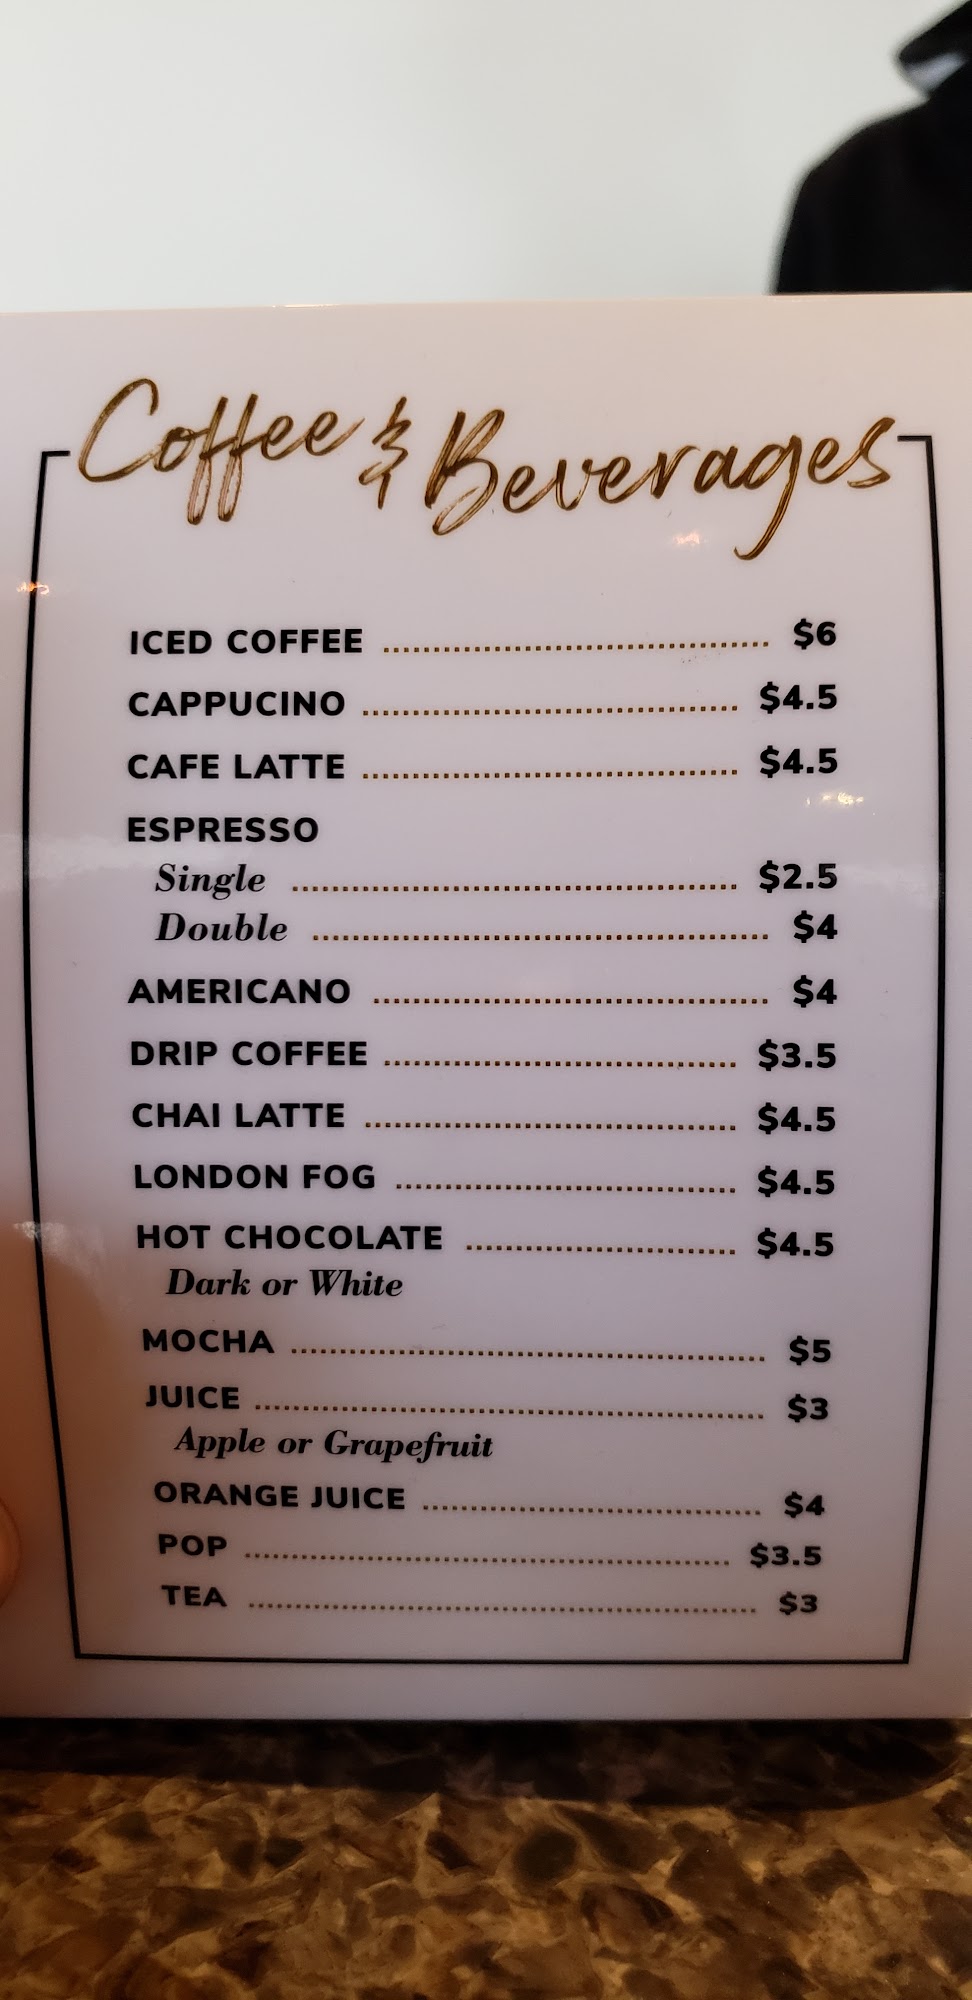 Coffee & Beverages
ICED COFFEE ........................................ $6
CAPPUCINO ........................................ $4.5
CAFE LATTE ........................................ $4.5
ESPRESSO
Single ........................................ $2.5
Double ........................................ $4
AMERICANO ........................................ $4
DRIP COFFEE ........................................ $3.5
CHAI LATTE ........................................ $4.5
LONDON FOG ........................................ $4.5
HOT CHOCOLATE ........................................ $4.5
Dark or White
MOCHA ........................................ $5
JUICE ........................................ $3
Apple or Grapefruit
ORANGE JUICE ........................................ $4
POP ........................................ $3.5
TEA ........................................ $3